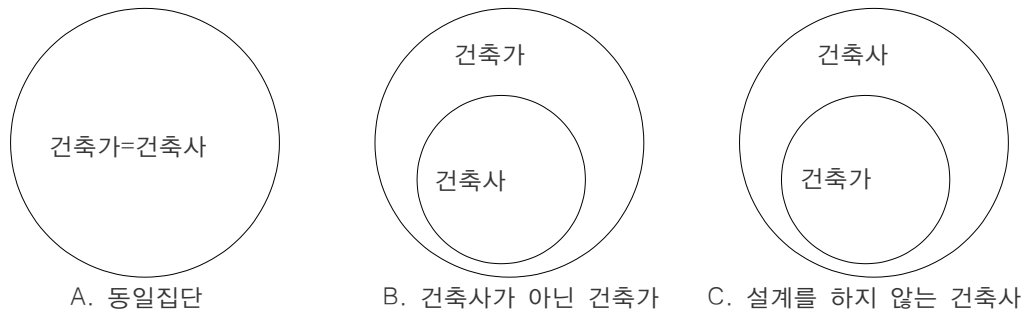 건축가=건축사
A. 동일집단
건축가
건축사
B. 건축사가 아닌 건축가
건축사
건축가
C. 설계를 하지 않는 건축사